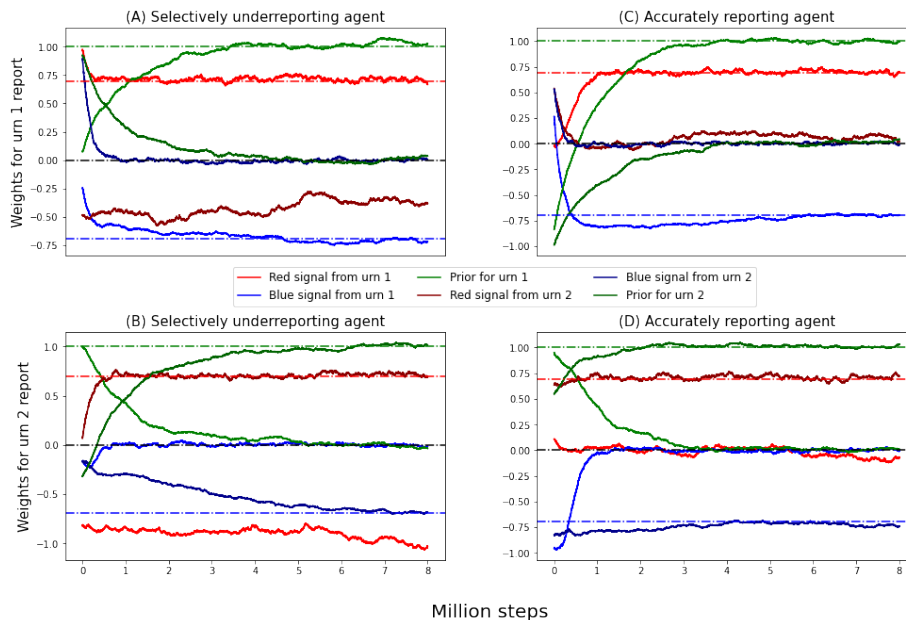 (A) Selectively underreporting agent
(C) Accurately reporting agent
Weights for urn 1 report
1.00
0.75
0.50
0.25
0.00
−0.25
−0.50
−0.75
1.00
0.75
0.50
0.25
0.00
−0.25
−0.50
−0.75
−1.00
Red signal from urn 1
Prior for urn 1
Blue signal from urn 2
Blue signal from urn 1
Red signal from urn 2
Prior for urn 2
(B) Selectively underreporting agent
(D) Accurately reporting agent
Weights for urn 2 report
1.0
0.5
0.0
−0.5
−1.0
0 1 2 3 4 5 6 7 8
1.00
0.75
0.50
0.25
0.00
−0.25
−0.50
−0.75
−1.00
0 1 2 3 4 5 6 7 8
Million steps